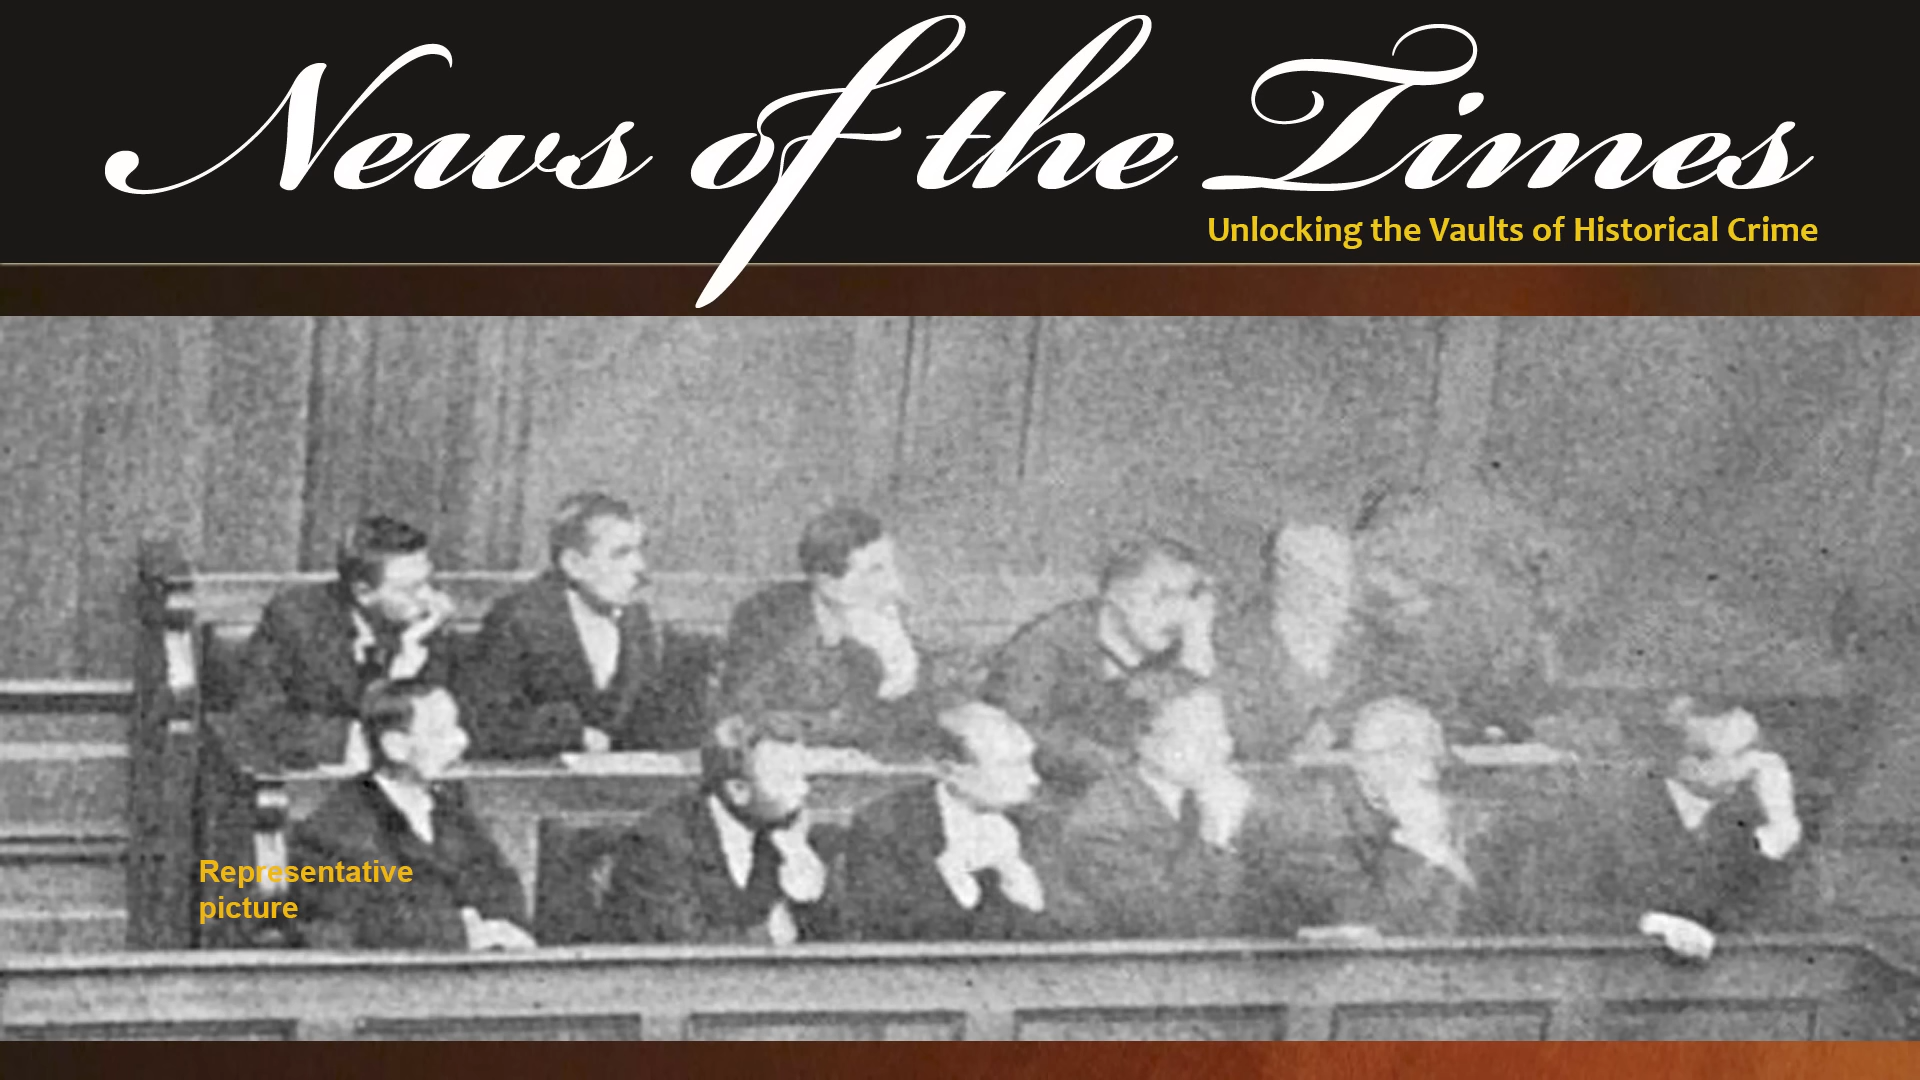 News of the Times
Unlocking the Vaults of Historical Crime
Representative
picture